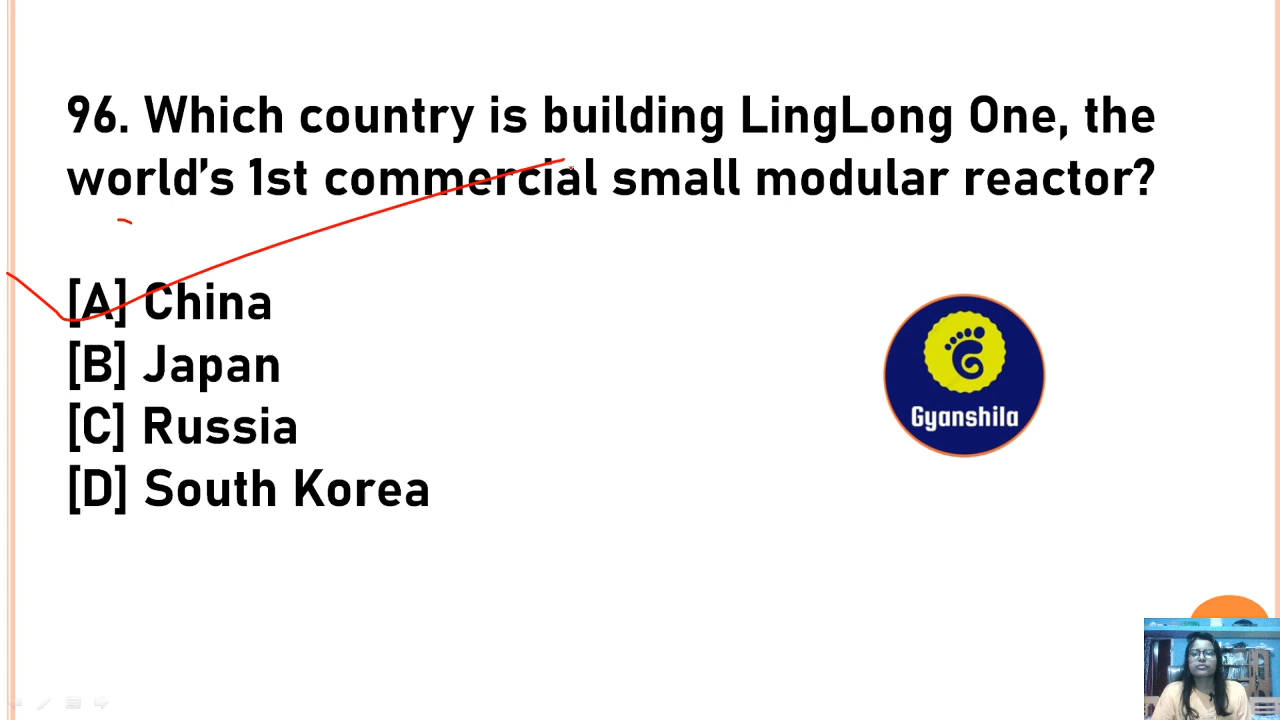 96. Which country is building LingLong One, the
world's 1st commercial small modular reactor?
[A] China
[B] Japan
[C] Russia
[D] South Korea
Gyanshila